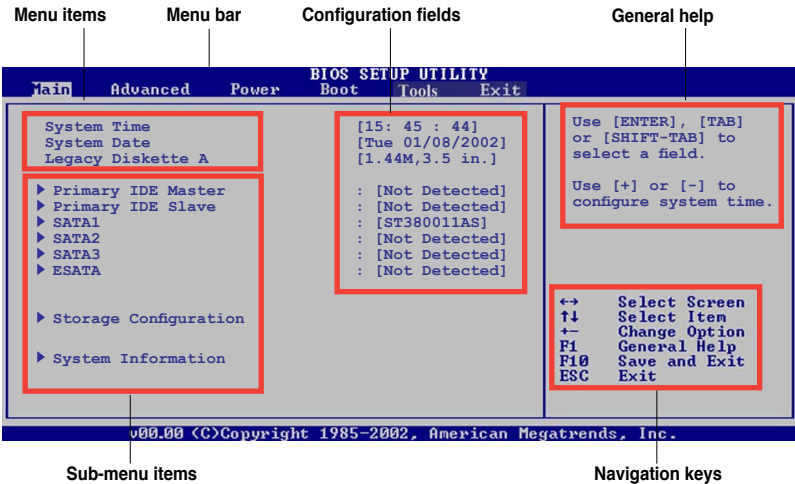 Menu items Menu bar Configuration fields General help
BIOS SETUP UTILITY
Main Advanced Power Boot Tools Exit
System Time [15: 45 : 44]
System Date [Tue 01/08/2002]
Legacy Diskette A [1.44M,3.5 in.]
Primary IDE Master : [Not Detected]
Primary IDE Slave : [Not Detected]
SATA1 : [ST380011AS]
SATA2 : [Not Detected]
SATA3 : [Not Detected]
ESATA : [Not Detected]
Storage Configuration
System Information
Use [ENTER], [TAB]
or [SHIFT-TAB] to
select a field.
Use [+] or [-] to
configure system time.
↔ Select Screen
↑↓ Select Item
+- Change Option
F1 General Help
F10 Save and Exit
ESC Exit
v00.00 (C)Copyright 1985-2002, American Megatrends, Inc.
Sub-menu items Navigation keys